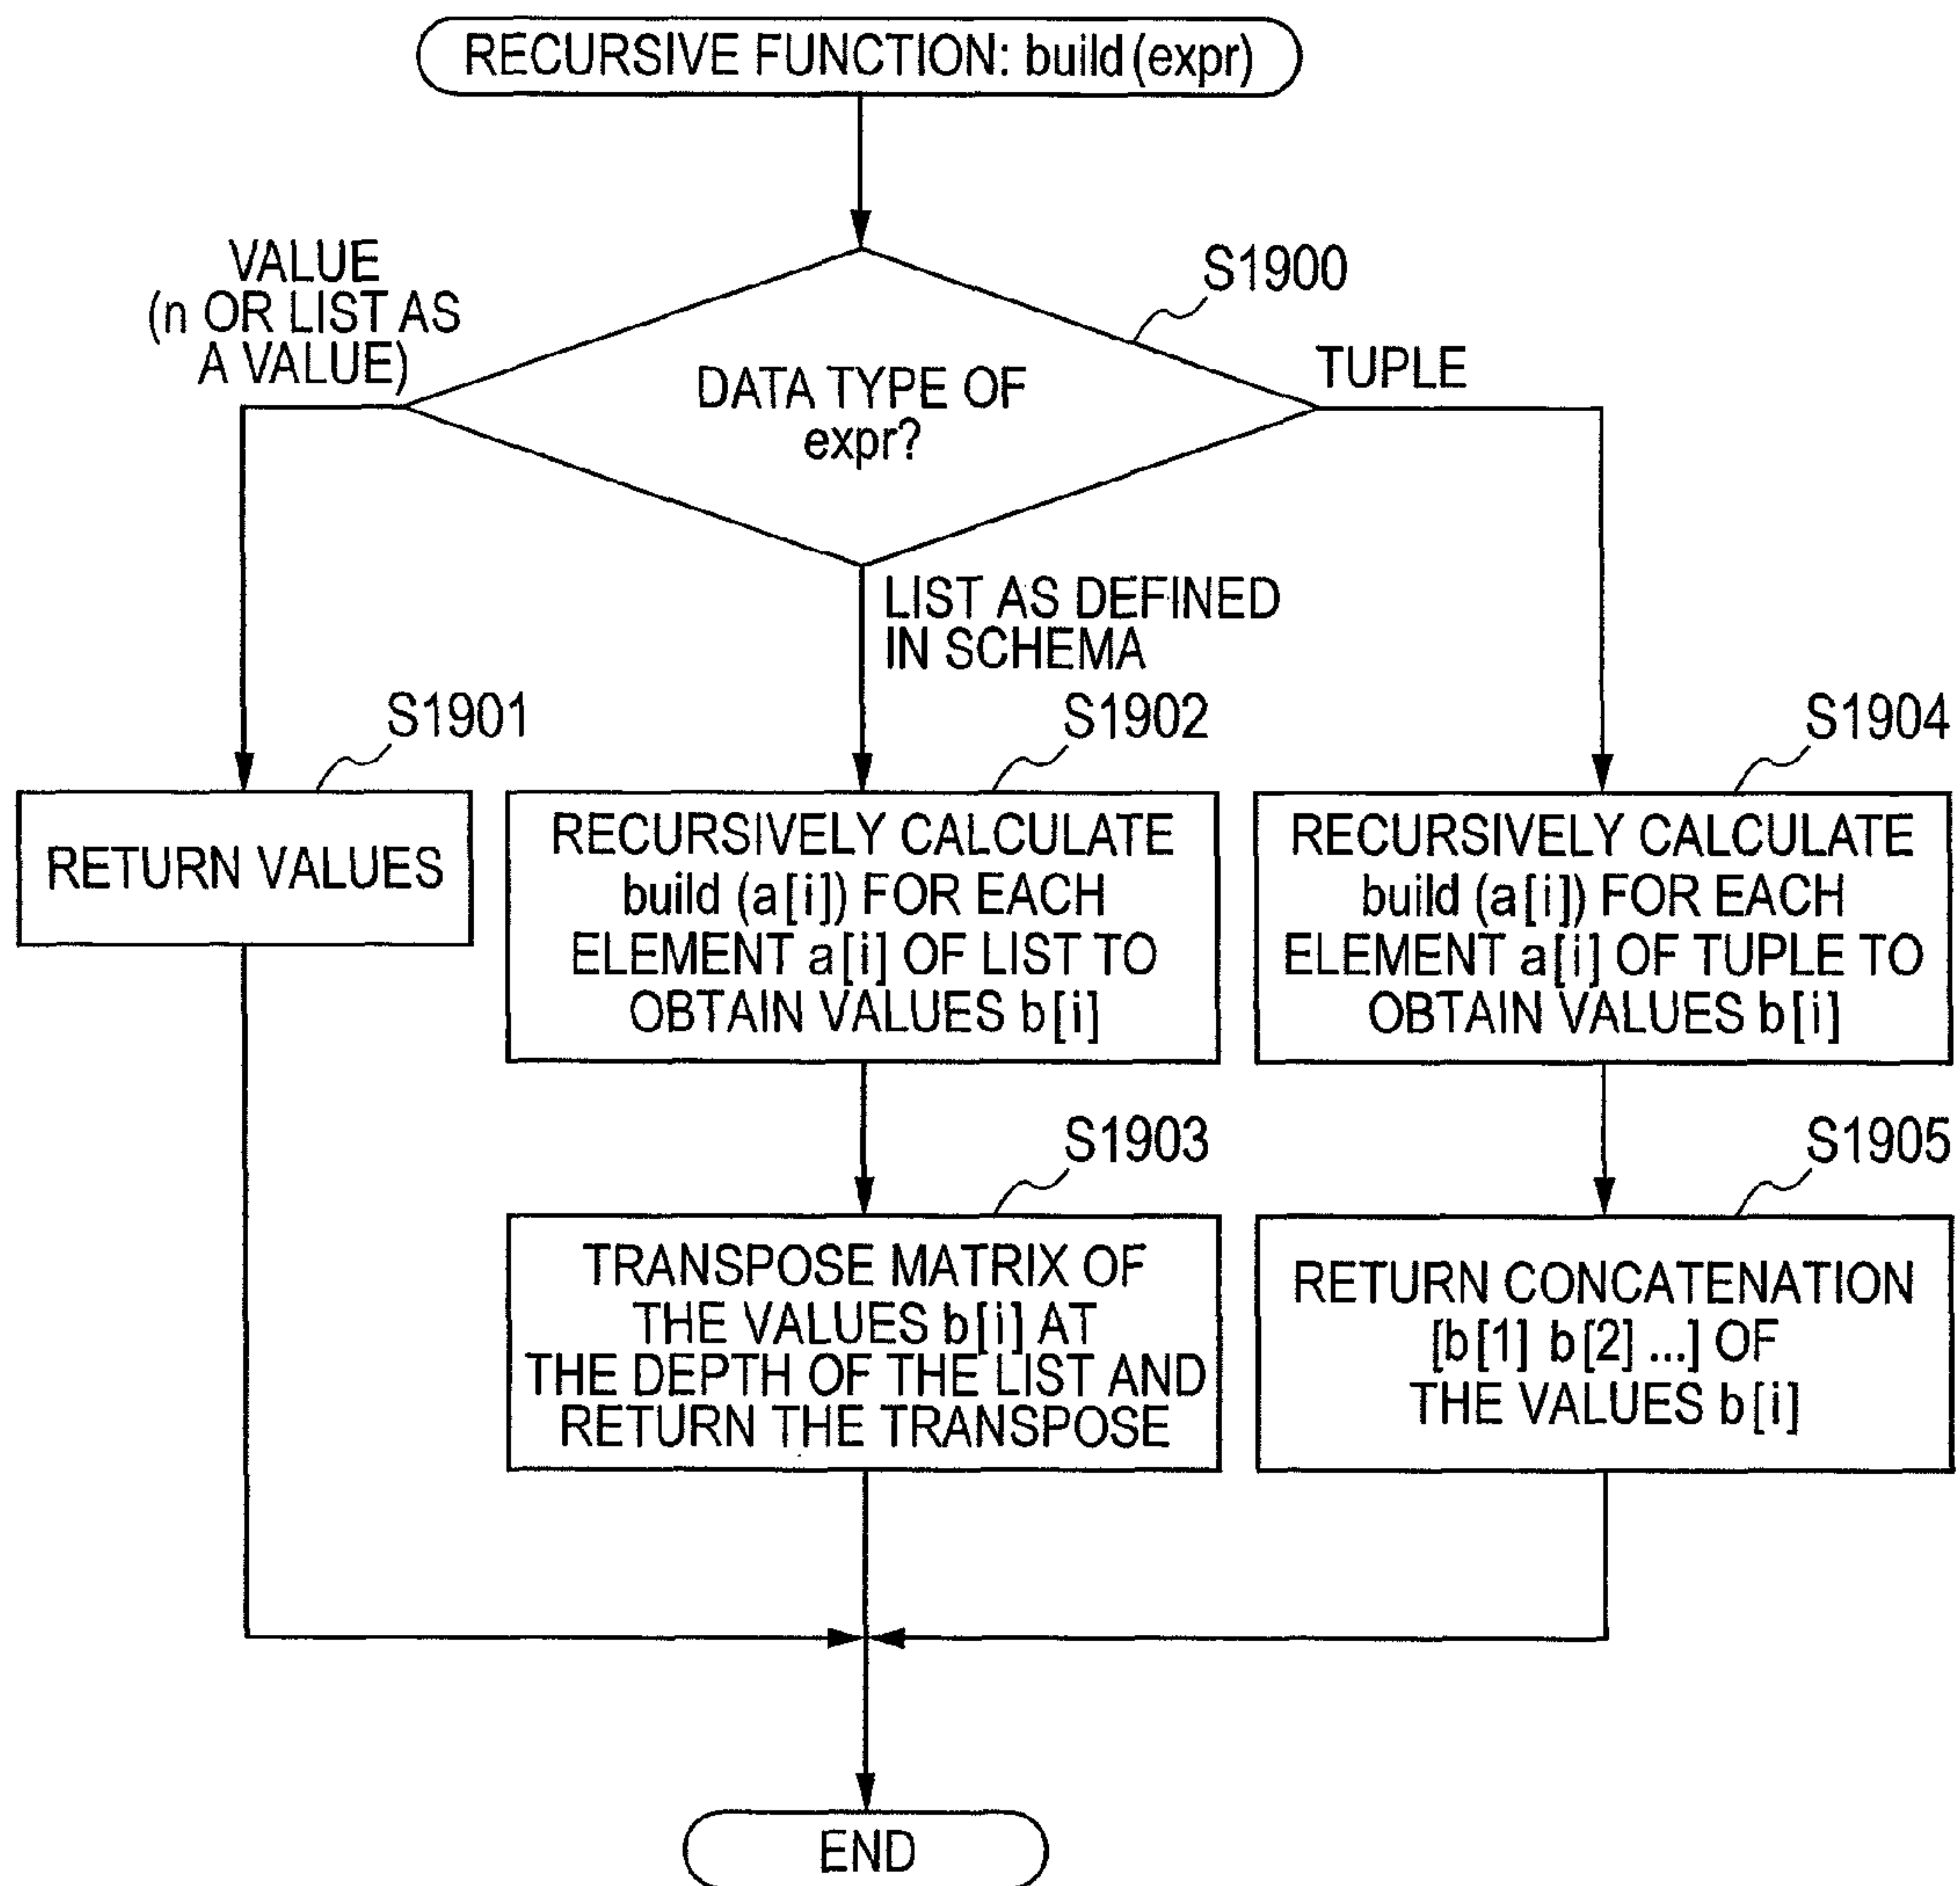 RECURSIVE FUNCTION: build (expr)
S1900
VALUE
(n OR LIST AS
A VALUE)
DATA TYPE OF
expr?
TUPLE
LIST AS DEFINED
IN SCHEMA
S1901
RETURN VALUES
S1902
RECURSIVELY CALCULATE
build (a[i]) FOR EACH
ELEMENT a[i] OF LIST TO
OBTAIN VALUES b[i]
S1904
RECURSIVELY CALCULATE
build (a[i]) FOR EACH
ELEMENT a[i] OF TUPLE TO
OBTAIN VALUES b[i]
S1903
TRANSPOSE MATRIX OF
THE VALUES b[i] AT
THE DEPTH OF THE LIST AND
RETURN THE TRANSPOSE
S1905
RETURN CONCATENATION
[b[1] b[2] ...] OF
THE VALUES b[i]
END